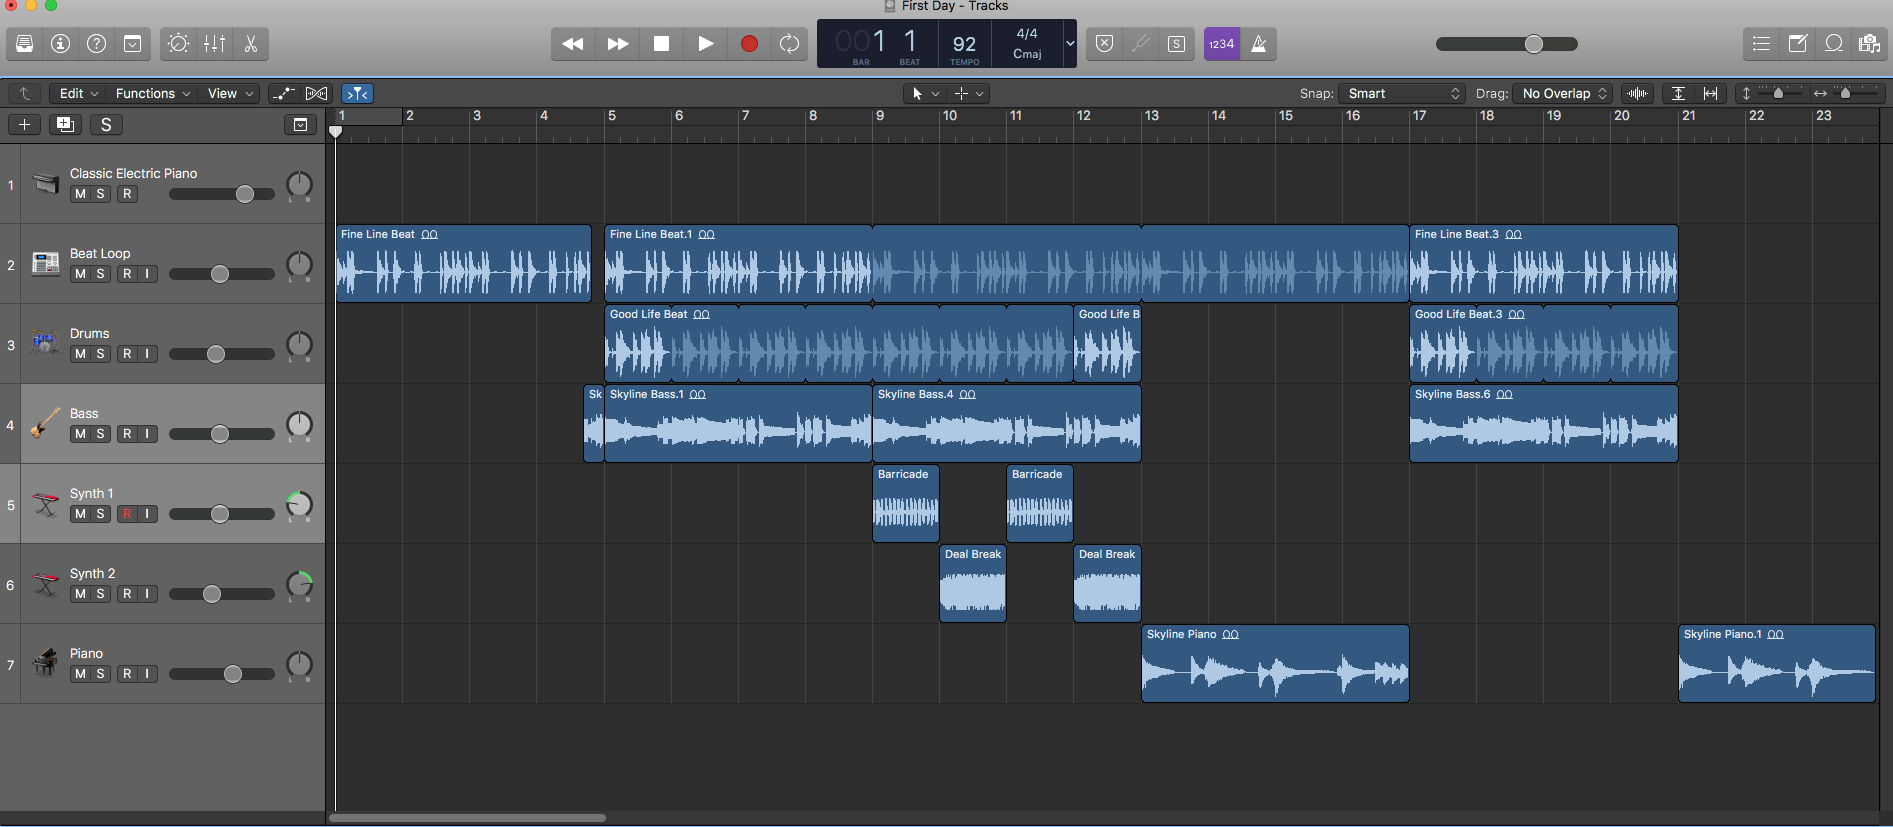 First Day - Tracks
001 1 92 4/4
Cmaj
BAR BEAT TEMPO
S
1234
Edit Functions View
Snap: Smart Drag: No Overlap
S
1 2 3 4 5 6 7 8 9 10 11 12 13 14 15 16 17 18 19 20 21 22 23
1 Classic Electric Piano
M S R
L R
2 Beat Loop
M S R I
L R
Fine Line Beat Fine Line Beat.1 Fine Line Beat.3
3 Drums
M S R I
L R
Good Life Beat Good Life B Good Life Beat.3
4 Bass
M S R I
L R
Sk Skyline Bass.1 Skyline Bass.4 Skyline Bass.6
5 Synth 1
M S R I
L R
Barricade Barricade
6 Synth 2
M S R I
L R
Deal Break Deal Break
7 Piano
M S R I
L R
Skyline Piano Skyline Piano.1